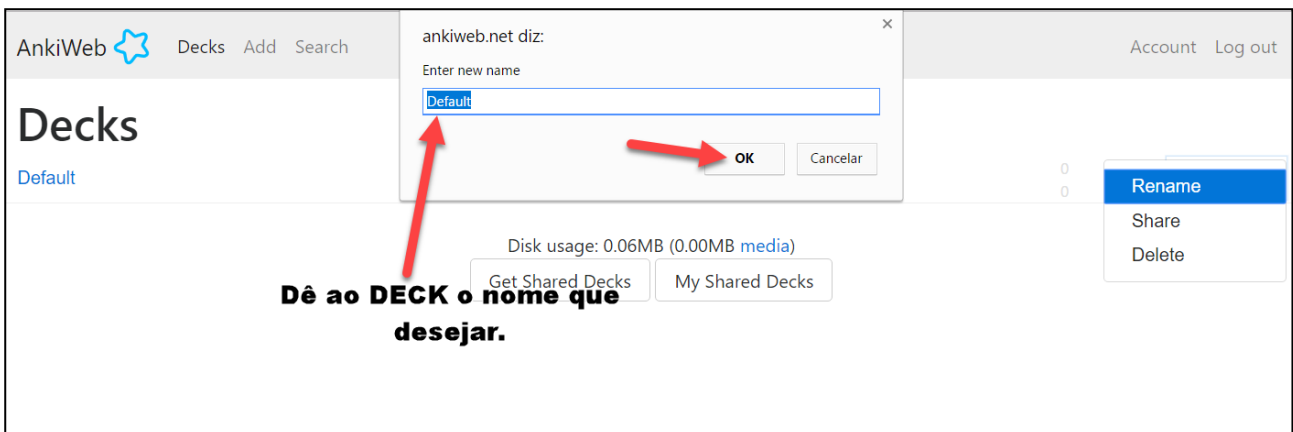 AnkiWeb Decks Add Search
Account Log out
ankiweb.net diz:
Enter new name
Default
OK Cancelar
Decks
Default
0
0
Rename
Share
Delete
Disk usage: 0.06MB (0.00MB media)
Get Shared Decks My Shared Decks
Dê ao DECK o nome que
desejar.